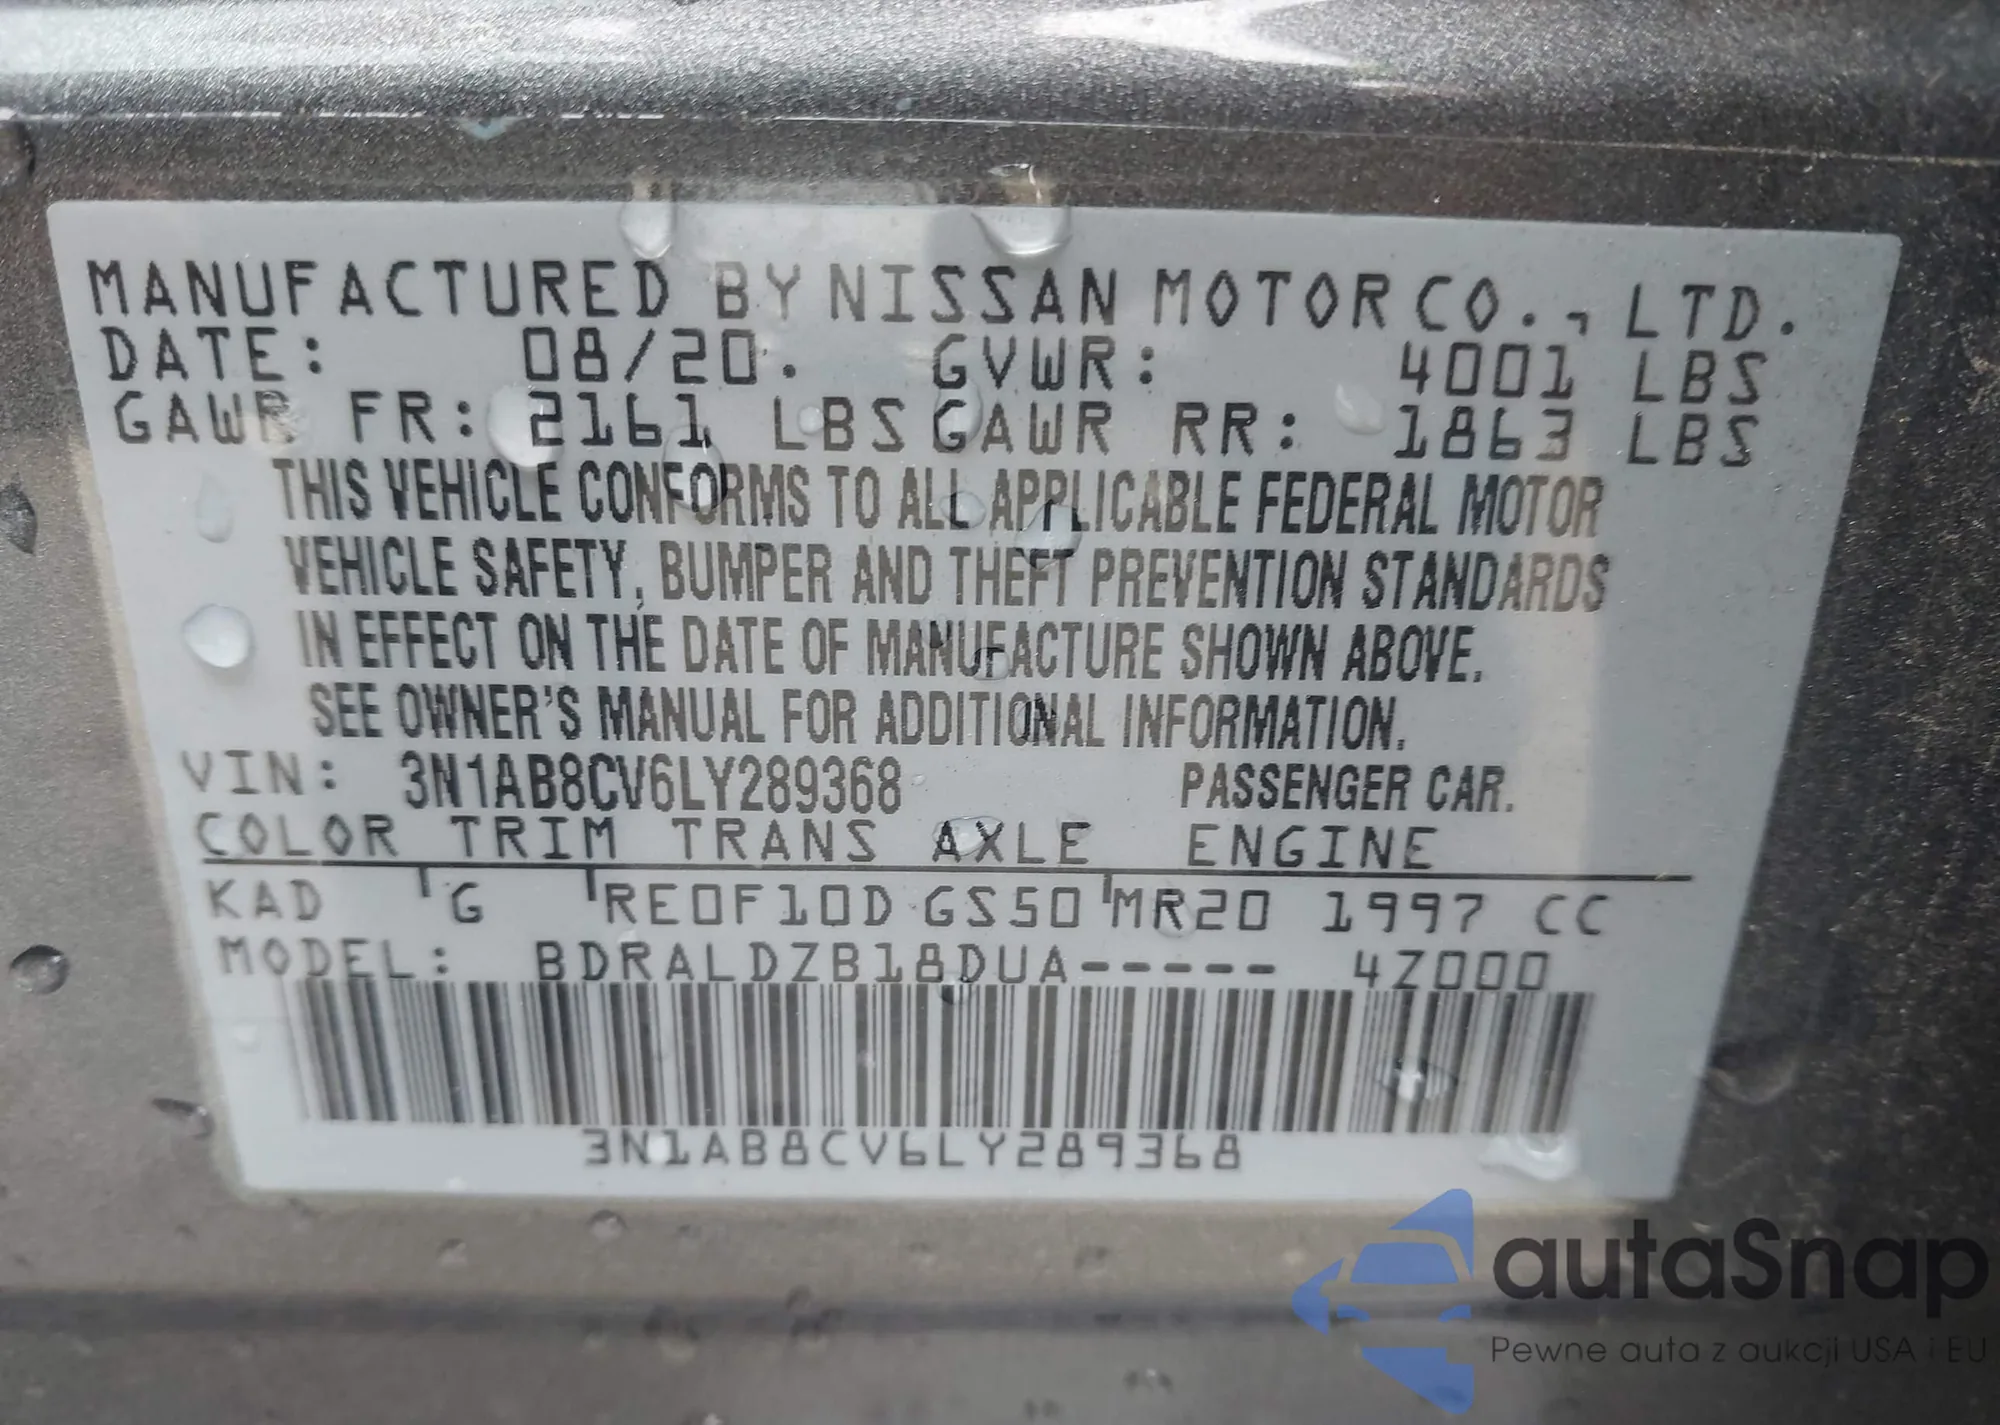 MANUFACTURED BY NISSAN MOTOR CO., LTD.
DATE: 08/20. GVWR: 4001 LBS
GAWR FR: 2161 LBS GAWR RR: 1863 LBS
THIS VEHICLE CONFORMS TO ALL APPLICABLE FEDERAL MOTOR
VEHICLE SAFETY, BUMPER AND THEFT PREVENTION STANDARDS
IN EFFECT ON THE DATE OF MANUFACTURE SHOWN ABOVE.
SEE OWNER'S MANUAL FOR ADDITIONAL INFORMATION.
VIN: 3N1AB8CV6LY289368 PASSENGER CAR.
COLOR TRIM TRANS AXLE ENGINE
KAD G RE0F10D GS50 MR20 1997 CC
MODEL: BDRALDZB18DUA----- 4Z000
3N1AB8CV6LY289368
autaSnap
Pewne auta z aukcji USA i EU